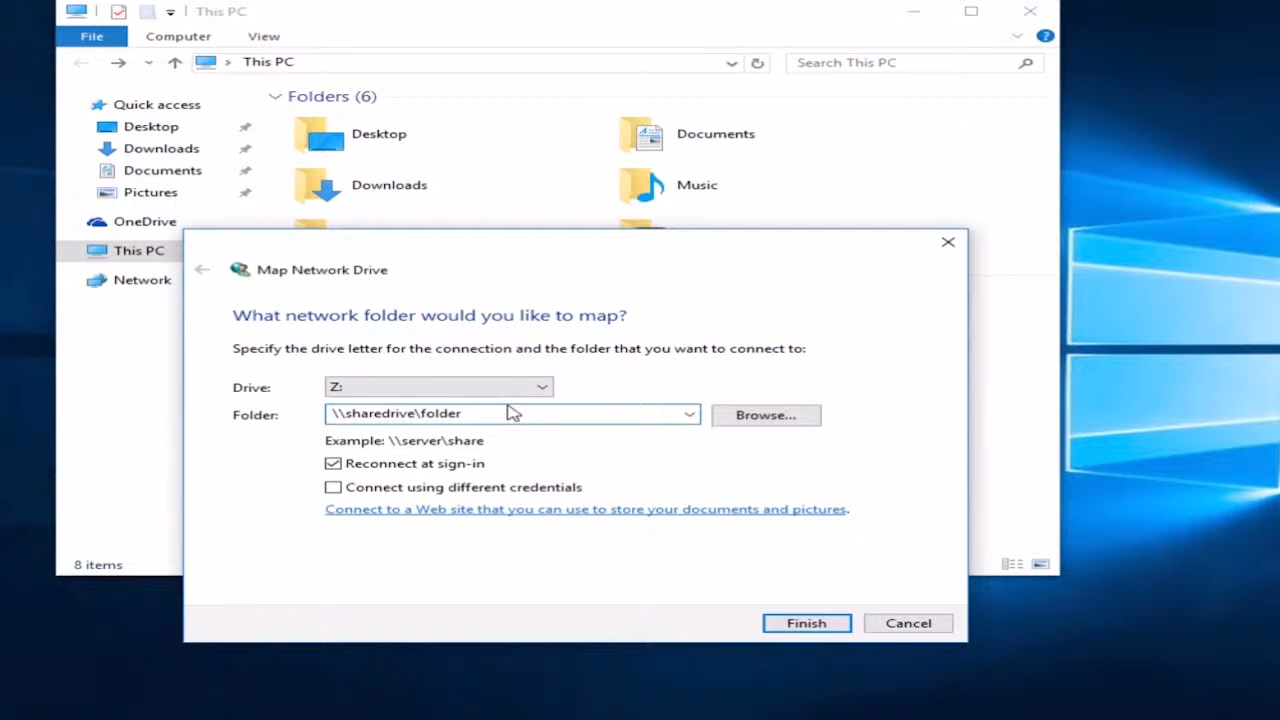 This PC
File Computer View
This PC Search This PC
Quick access
Desktop
Downloads
Documents
Pictures
OneDrive
This PC
Network
Folders (6)
Desktop Documents
Downloads Music
Map Network Drive
What network folder would you like to map?
Specify the drive letter for the connection and the folder that you want to connect to:
Drive: Z:
Folder: \\sharedrive\folder Browse...
Example: \\server\share
Reconnect at sign-in
Connect using different credentials
Connect to a Web site that you can use to store your documents and pictures.
Finish Cancel
8 items